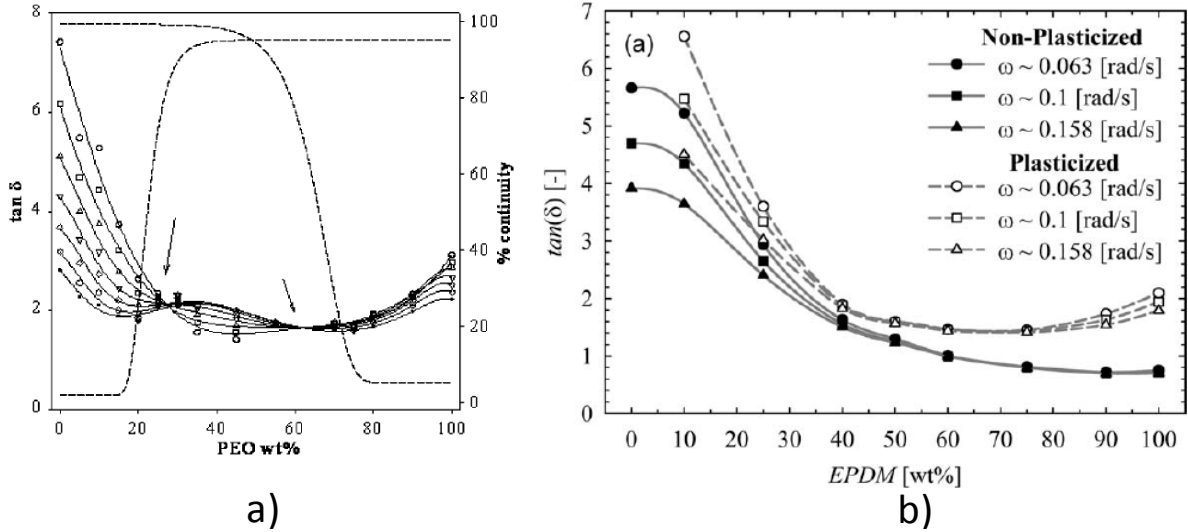 8
6
4
2
0
tan δ
0
20
40
60
80
100
PEO wt%
100
80
60
40
20
0
% continuity
a)
(a)
7
6
5
4
3
2
1
0
tan(δ) [-]
Non-Plasticized
ω ~ 0.063 [rad/s]
ω ~ 0.1 [rad/s]
ω ~ 0.158 [rad/s]
Plasticized
ω ~ 0.063 [rad/s]
ω ~ 0.1 [rad/s]
ω ~ 0.158 [rad/s]
0 10 20 30 40 50 60 70 80 90 100
EPDM [wt%]
b)